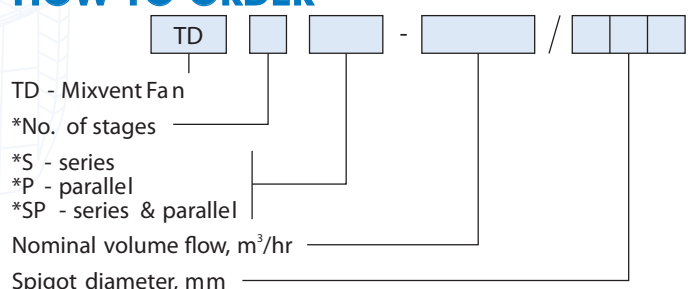 HOW TO ORDER
TD - /
TD - Mixvent Fan
*No. of stages
*S - series
*P - parallel
*SP - series & parallel
Nominal volume flow, m³/hr
Spigot diameter, mm